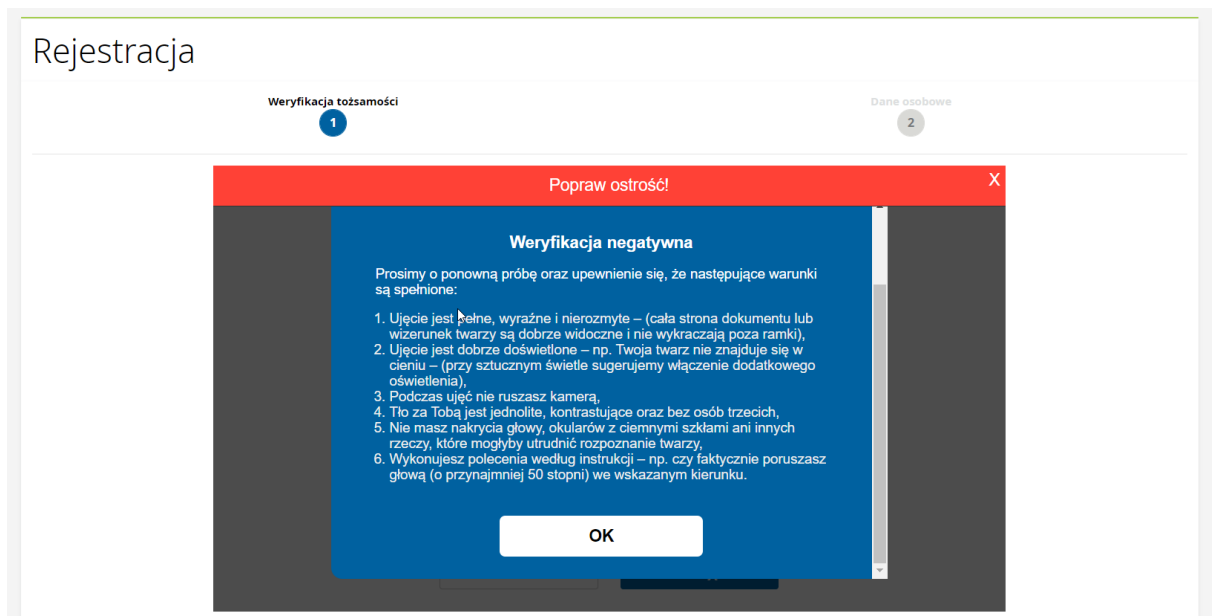 Rejestracja
Weryfikacja tożsamości
Dane osobowe
1
2
Popraw ostrość!
X
Weryfikacja negatywna
Prosimy o ponowną próbę oraz upewnienie się, że następujące warunki
są spełnione:
1. Ujęcie jest pełne, wyraźne i nierozmyte – (cała strona dokumentu lub
wizerunek twarzy są dobrze widoczne i nie wykraczają poza ramki),
2. Ujęcie jest dobrze doświetlone – np. Twoja twarz nie znajduje się w
cieniu – (przy sztucznym świetle sugerujemy włączenie dodatkowego
oświetlenia),
3. Podczas ujęć nie ruszasz kamerą,
4. Tło za Tobą jest jednolite, kontrastujące oraz bez osób trzecich,
5. Nie masz nakrycia głowy, okularów z ciemnymi szkłami ani innych
rzeczy, które mogłyby utrudnić rozpoznanie twarzy,
6. Wykonujesz polecenia według instrukcji – np. czy faktycznie poruszasz
głową (o przynajmniej 50 stopni) we wskazanym kierunku.
OK